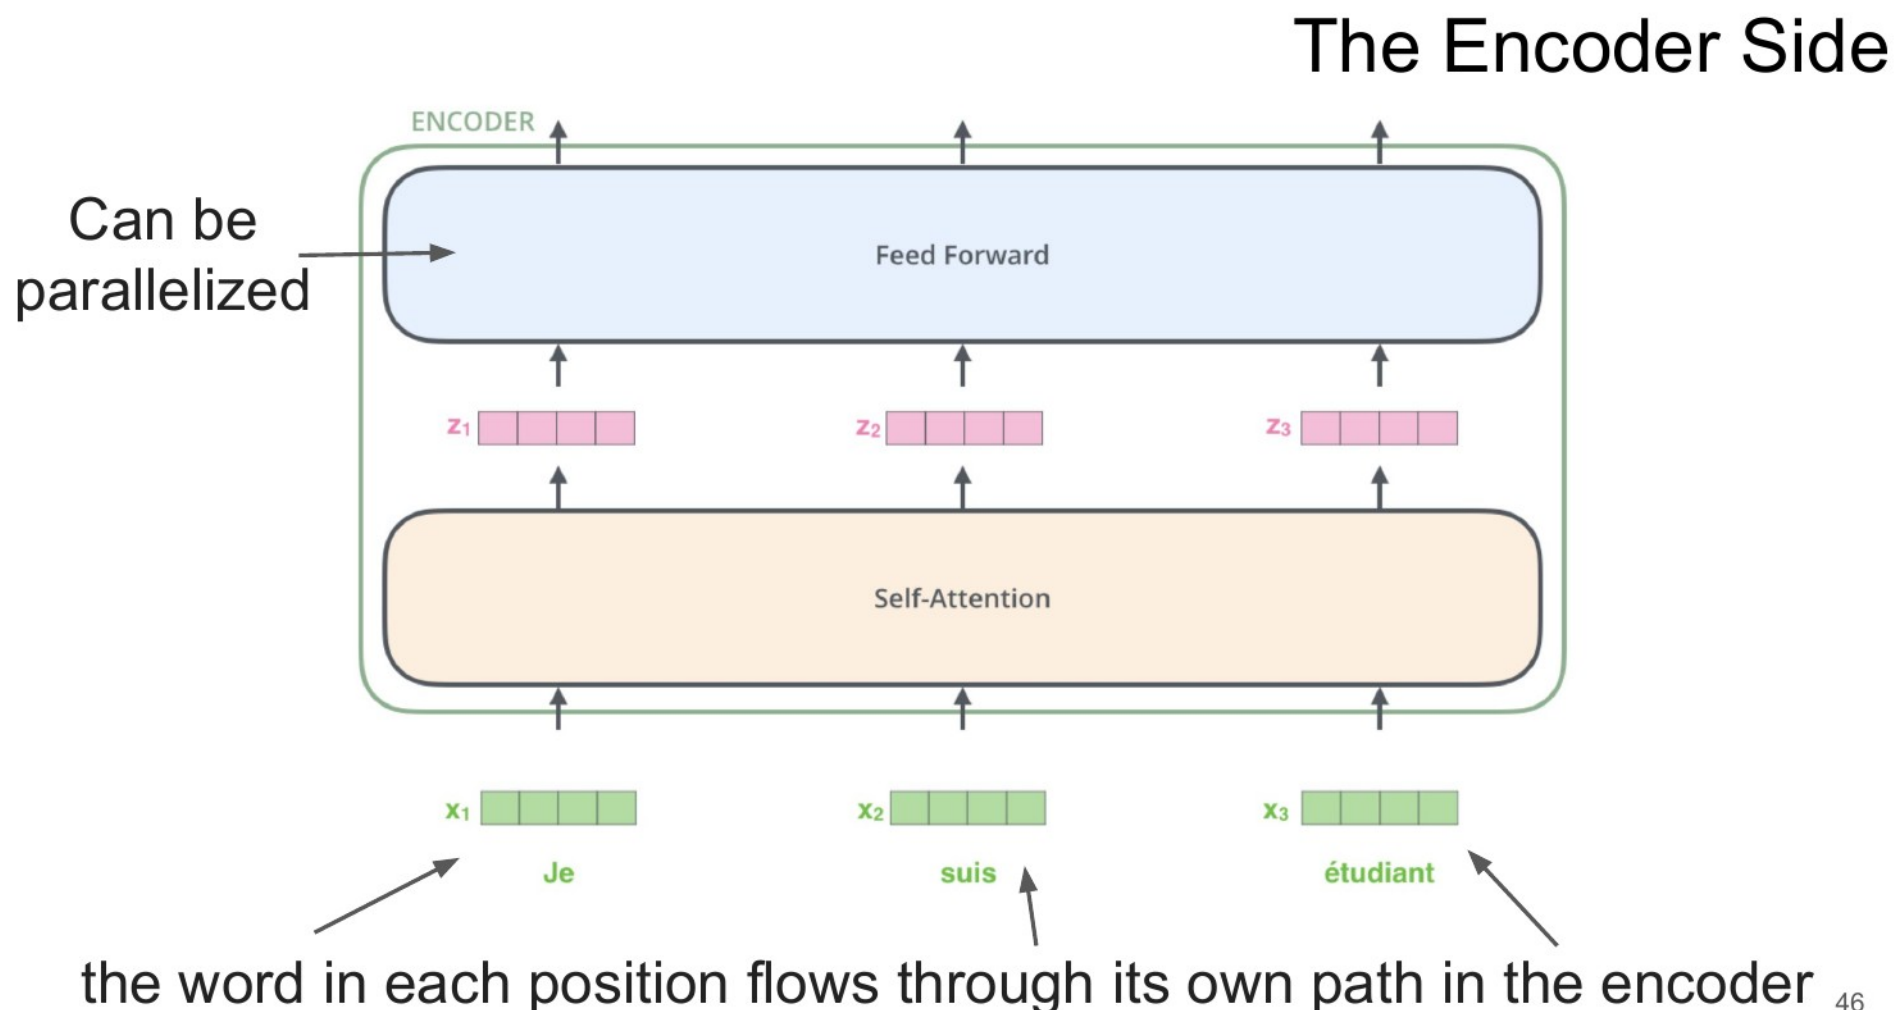 The Encoder Side
ENCODER
Can be
parallelized
Feed Forward
z₁
z₂
z₃
Self-Attention
x₁
x₂
x₃
Je
suis
étudiant
the word in each position flows through its own path in the encoder
46